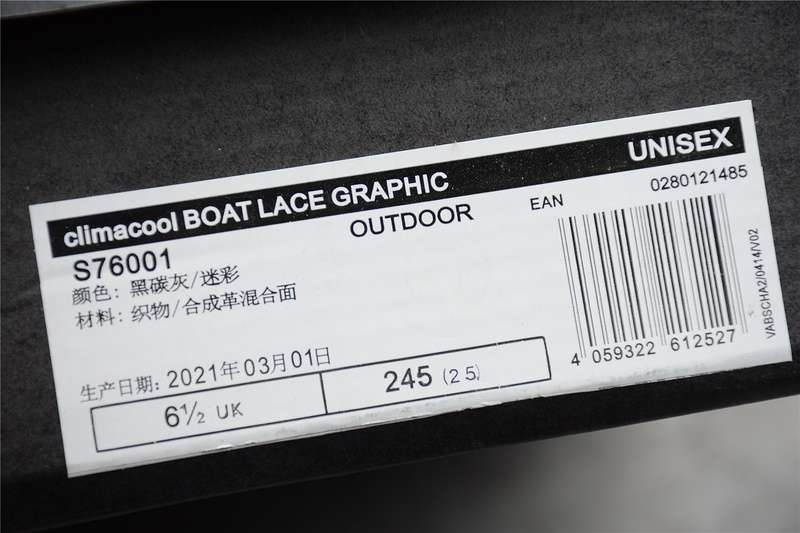 climacool BOAT LACE GRAPHIC UNISEX
S76001 OUTDOOR EAN 0280121485
颜色: 黑碳灰/迷彩
材料: 织物/合成革混合面
生产日期: 2021年03月01日
6½ UK 245 (2 5)
4 059322 612527
VABSCHA2/0414/V02